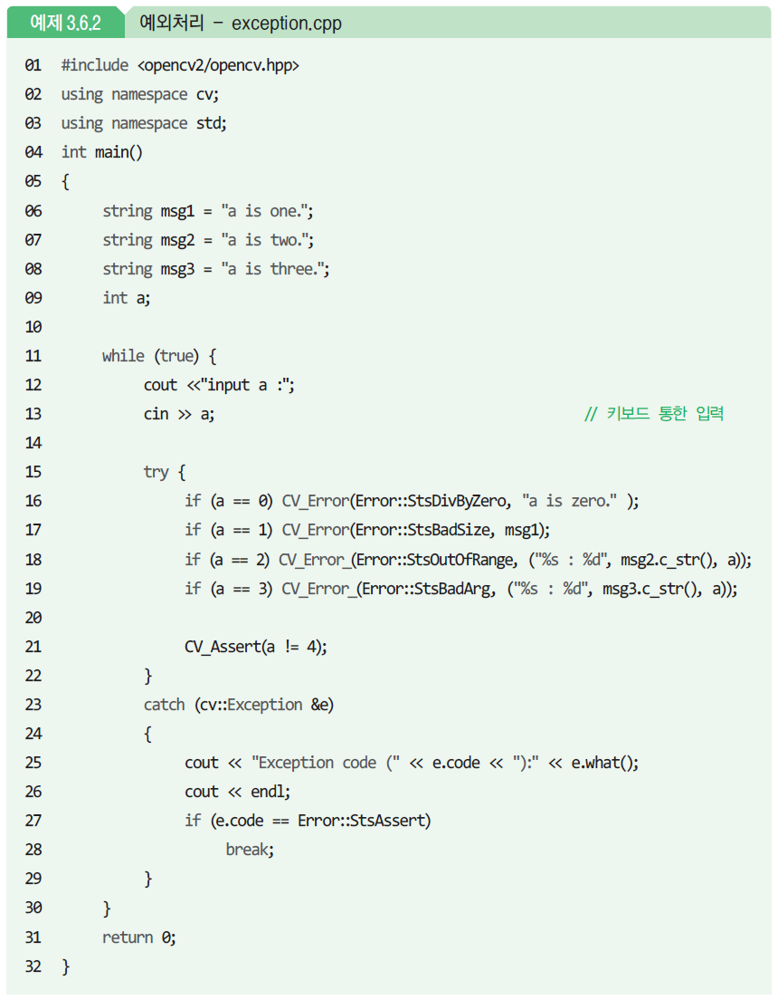 예제 3.6.2 예외처리 - exception.cpp
01 #include <opencv2/opencv.hpp>
02 using namespace cv;
03 using namespace std;
04 int main()
05 {
06 string msg1 = "a is one.";
07 string msg2 = "a is two.";
08 string msg3 = "a is three.";
09 int a;
10
11 while (true) {
12 cout <<"input a :";
13 cin >> a; // 키보드 통한 입력
14
15 try {
16 if (a == 0) CV_Error(Error::StsDivByZero, "a is zero." );
17 if (a == 1) CV_Error(Error::StsBadSize, msg1);
18 if (a == 2) CV_Error_(Error::StsOutOfRange, ("%s : %d", msg2.c_str(), a));
19 if (a == 3) CV_Error_(Error::StsBadArg, ("%s : %d", msg3.c_str(), a));
20
21 CV_Assert(a != 4);
22 }
23 catch (cv::Exception &e)
24 {
25 cout << "Exception code (" << e.code << "):" << e.what();
26 cout << endl;
27 if (e.code == Error::StsAssert)
28 break;
29 }
30 }
31 return 0;
32 }